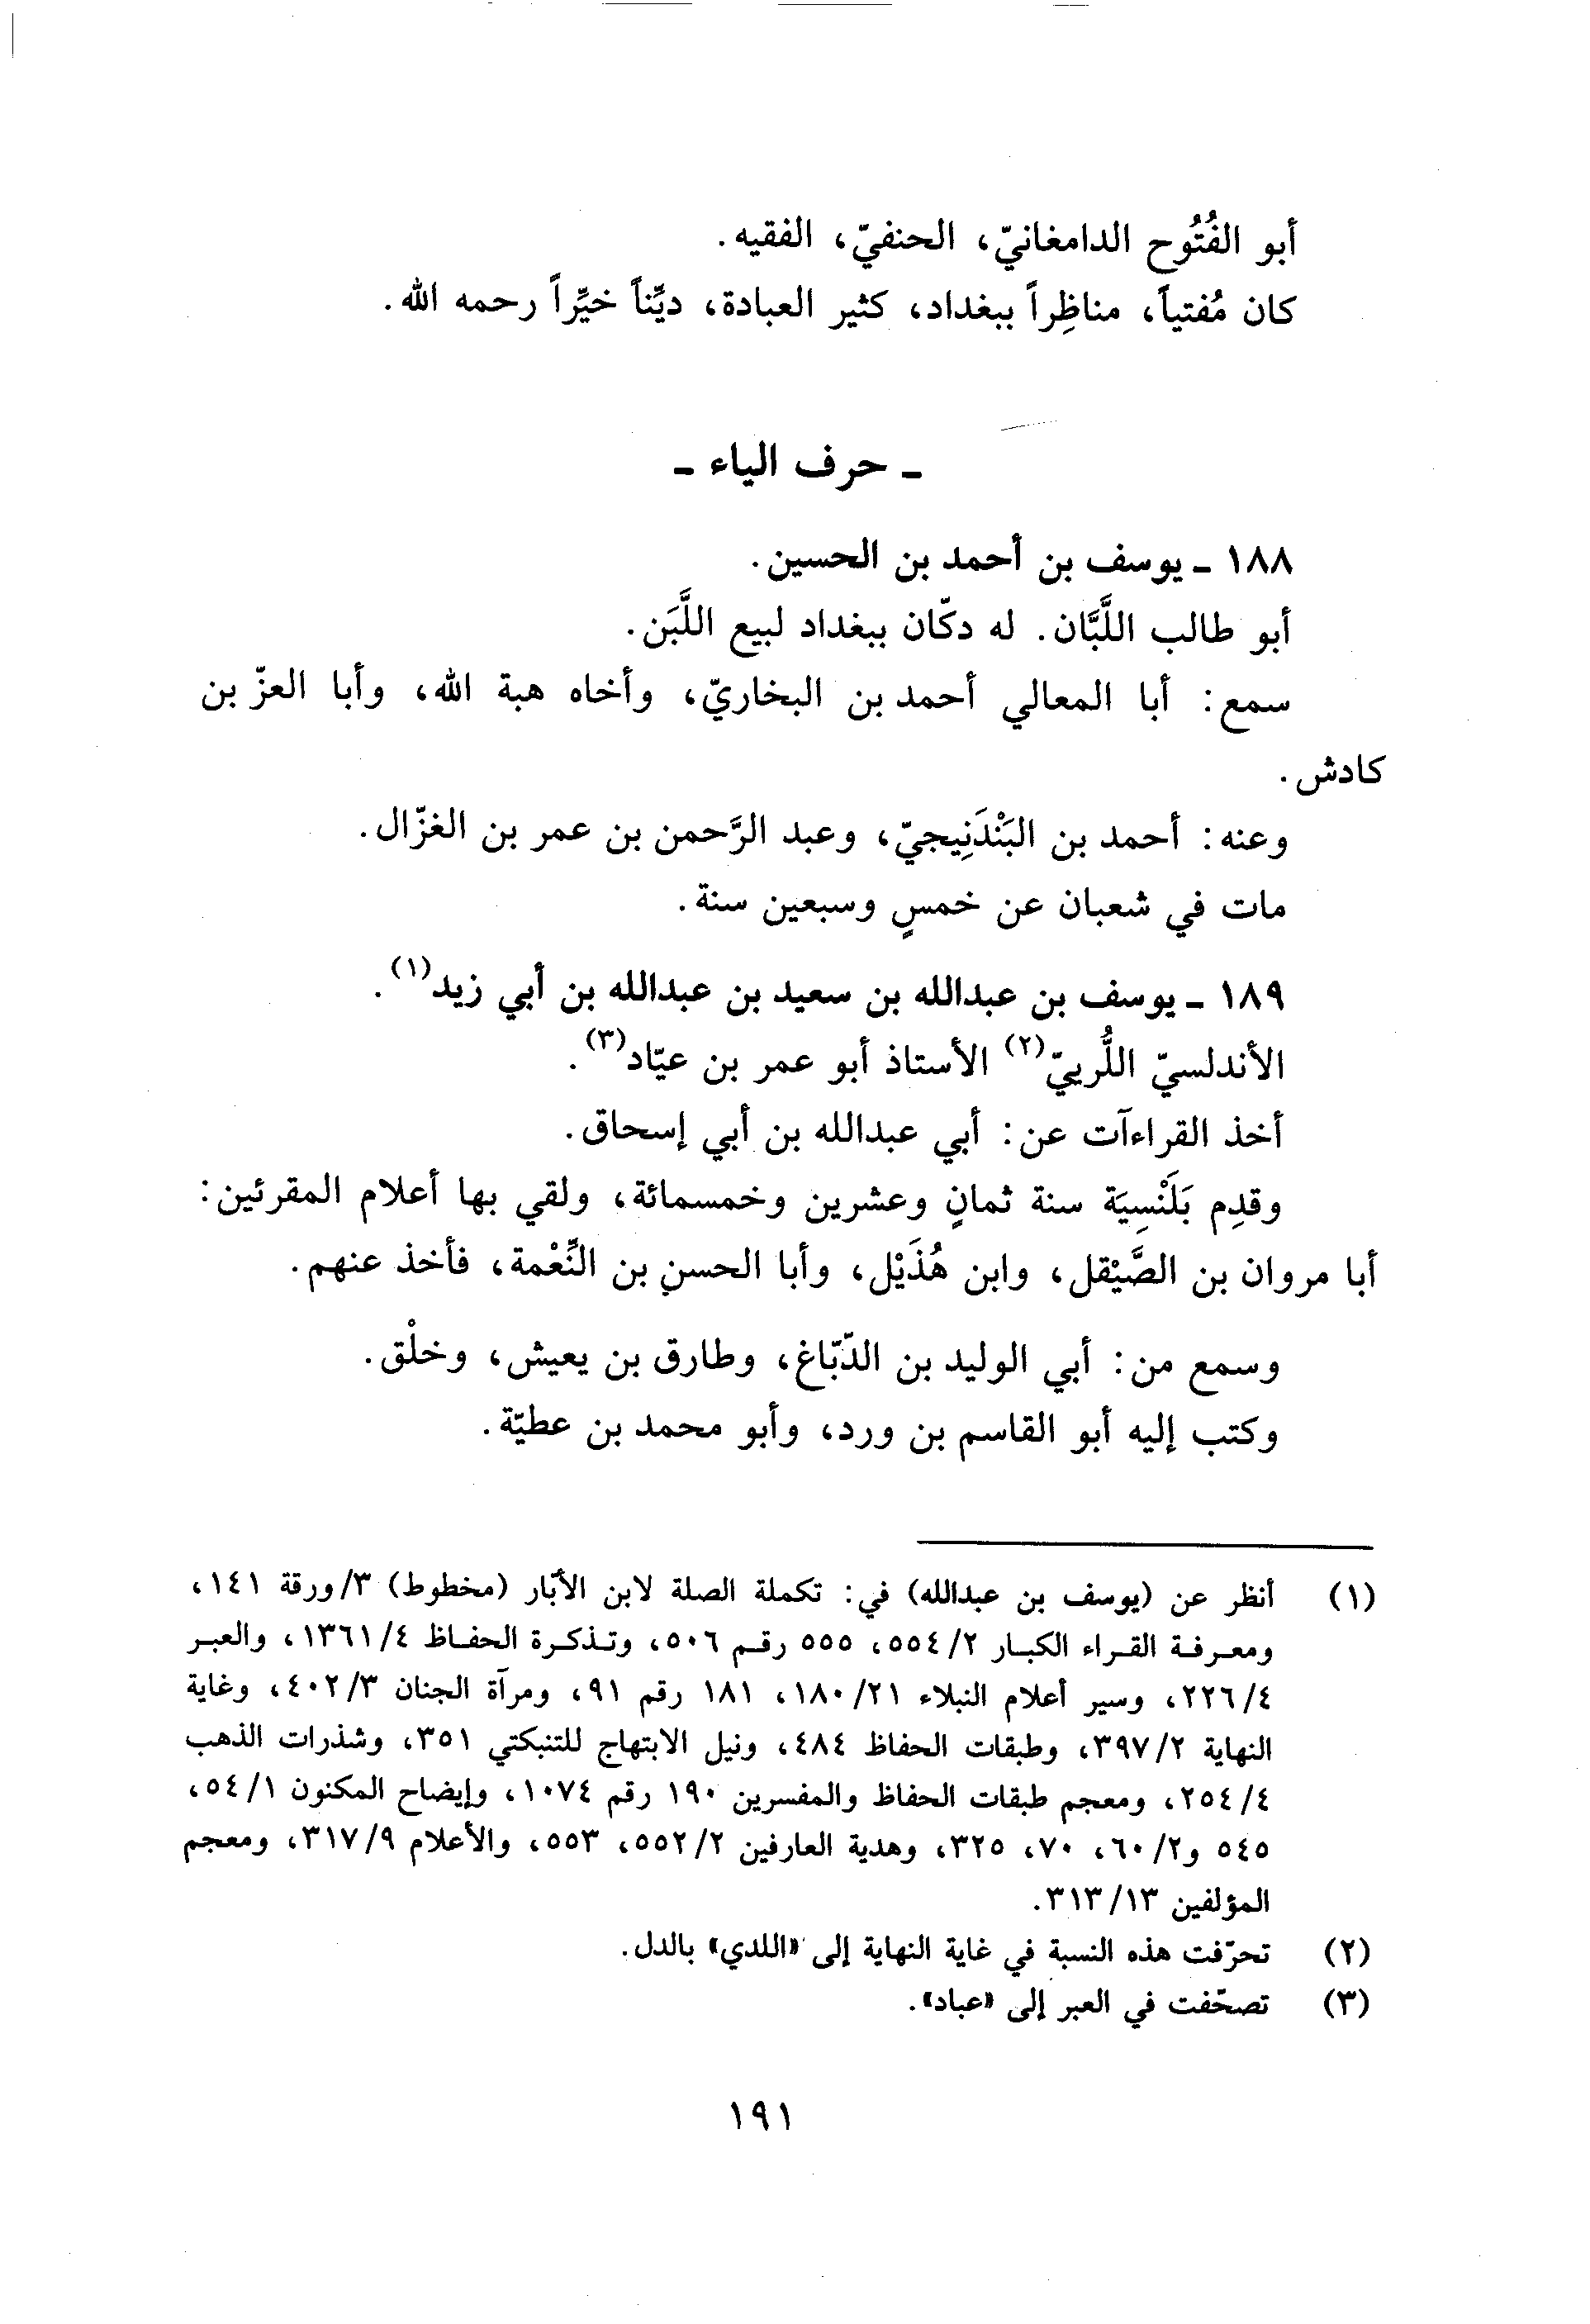 أبو الفُتُوح الدامغانيّ، الحنفيّ، الفقيه.
كان مُفتياً، مناظِراً ببغداد، كثير العبادة، ديِّناً خيِّراً رحمه الله.
ـ حرف الياء ـ
١٨٨ ـ يوسف بن أحمد بن الحسين.
أبو طالب اللَّبَّان. له دكّان ببغداد لبيع اللَّبَن.
سمع: أبا المعالي أحمد بن البخاريّ، وأخاه هبة الله، وأبا العزّ بن
كادش.
وعنه: أحمد بن البَنْدَنِيجيّ، وعبد الرَّحمن بن عمر بن الغزّال.
مات في شعبان عن خمسٍ وسبعين سنة.
١٨٩ ـ يوسف بن عبدالله بن سعيد بن عبدالله بن أبي زيد(١).
الأندلسيّ اللُّرييّ(٢) الأستاذ أبو عمر بن عيّاد(٣).
أخذ القراءآت عن: أبي عبدالله بن أبي إسحاق.
وقدِم بَلَنْسِيَة سنة ثمانٍ وعشرين وخمسمائة، ولقي بها أعلام المقرئين:
أبا مروان بن الصَّيْقل، وابن هُذَيْل، وأبا الحسنِ بن النِّعْمة، فأخذ عنهم.
وسمع من: أبي الوليد بن الدّبّاغ، وطارق بن يعيش، وخلْق.
وكتب إليه أبو القاسم بن ورد، وأبو محمد بن عطيّة.
(١) أنظر عن (يوسف بن عبدالله) في: تكملة الصلة لابن الأبّار (مخطوط) ٣/ورقة ١٤١،
ومعرفة القراء الكبار ٢/٥٥٤، ٥٥٥ رقم ٥٠٦، وتذكرة الحفاظ ٤/١٣٦١، والعبر
٤/٢٢٦، وسير أعلام النبلاء ٢١/١٨٠، ١٨١ رقم ٩١، ومرآة الجنان ٣/٤٠٢، وغاية
النهاية ٢/٣٩٧، وطبقات الحفاظ ٤٨٤، ونيل الابتهاج للتنبكتي ٣٥١، وشذرات الذهب
٤/٢٥٤، ومعجم طبقات الحفاظ والمفسرين ١٩٠ رقم ١٠٧٤، وإيضاح المكنون ١/٥٤،
٥٤٥ و٢/٦٠، ٧٠، ٣٢٥، وهدية العارفين ٢/٥٥٢، ٥٥٣، والأعلام ٩/٣١٧، ومعجم
المؤلفين ١٣/٣١٣.
(٢) تحرّفت هذه النسبة في غاية النهاية إلى «اللدي» بالدل.
(٣) تصحّفت في العبر إلى «عباد».
١٩١